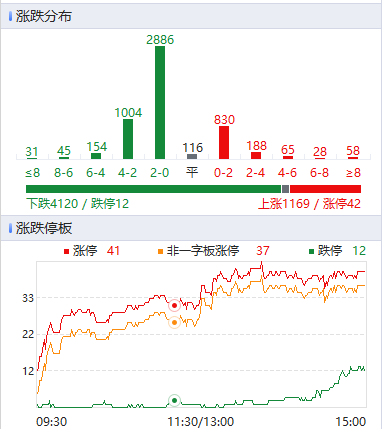 涨跌分布
31 45 154 1004 2886 116 830 188 65 28 58
≤8 8-6 6-4 4-2 2-0 平 0-2 2-4 4-6 6-8 ≥8
下跌4120 / 跌停12 上涨1169 / 涨停42
涨跌停板
涨停 41 非一字板涨停 37 跌停 12
33
22
12
09:30 11:30/13:00 15:00